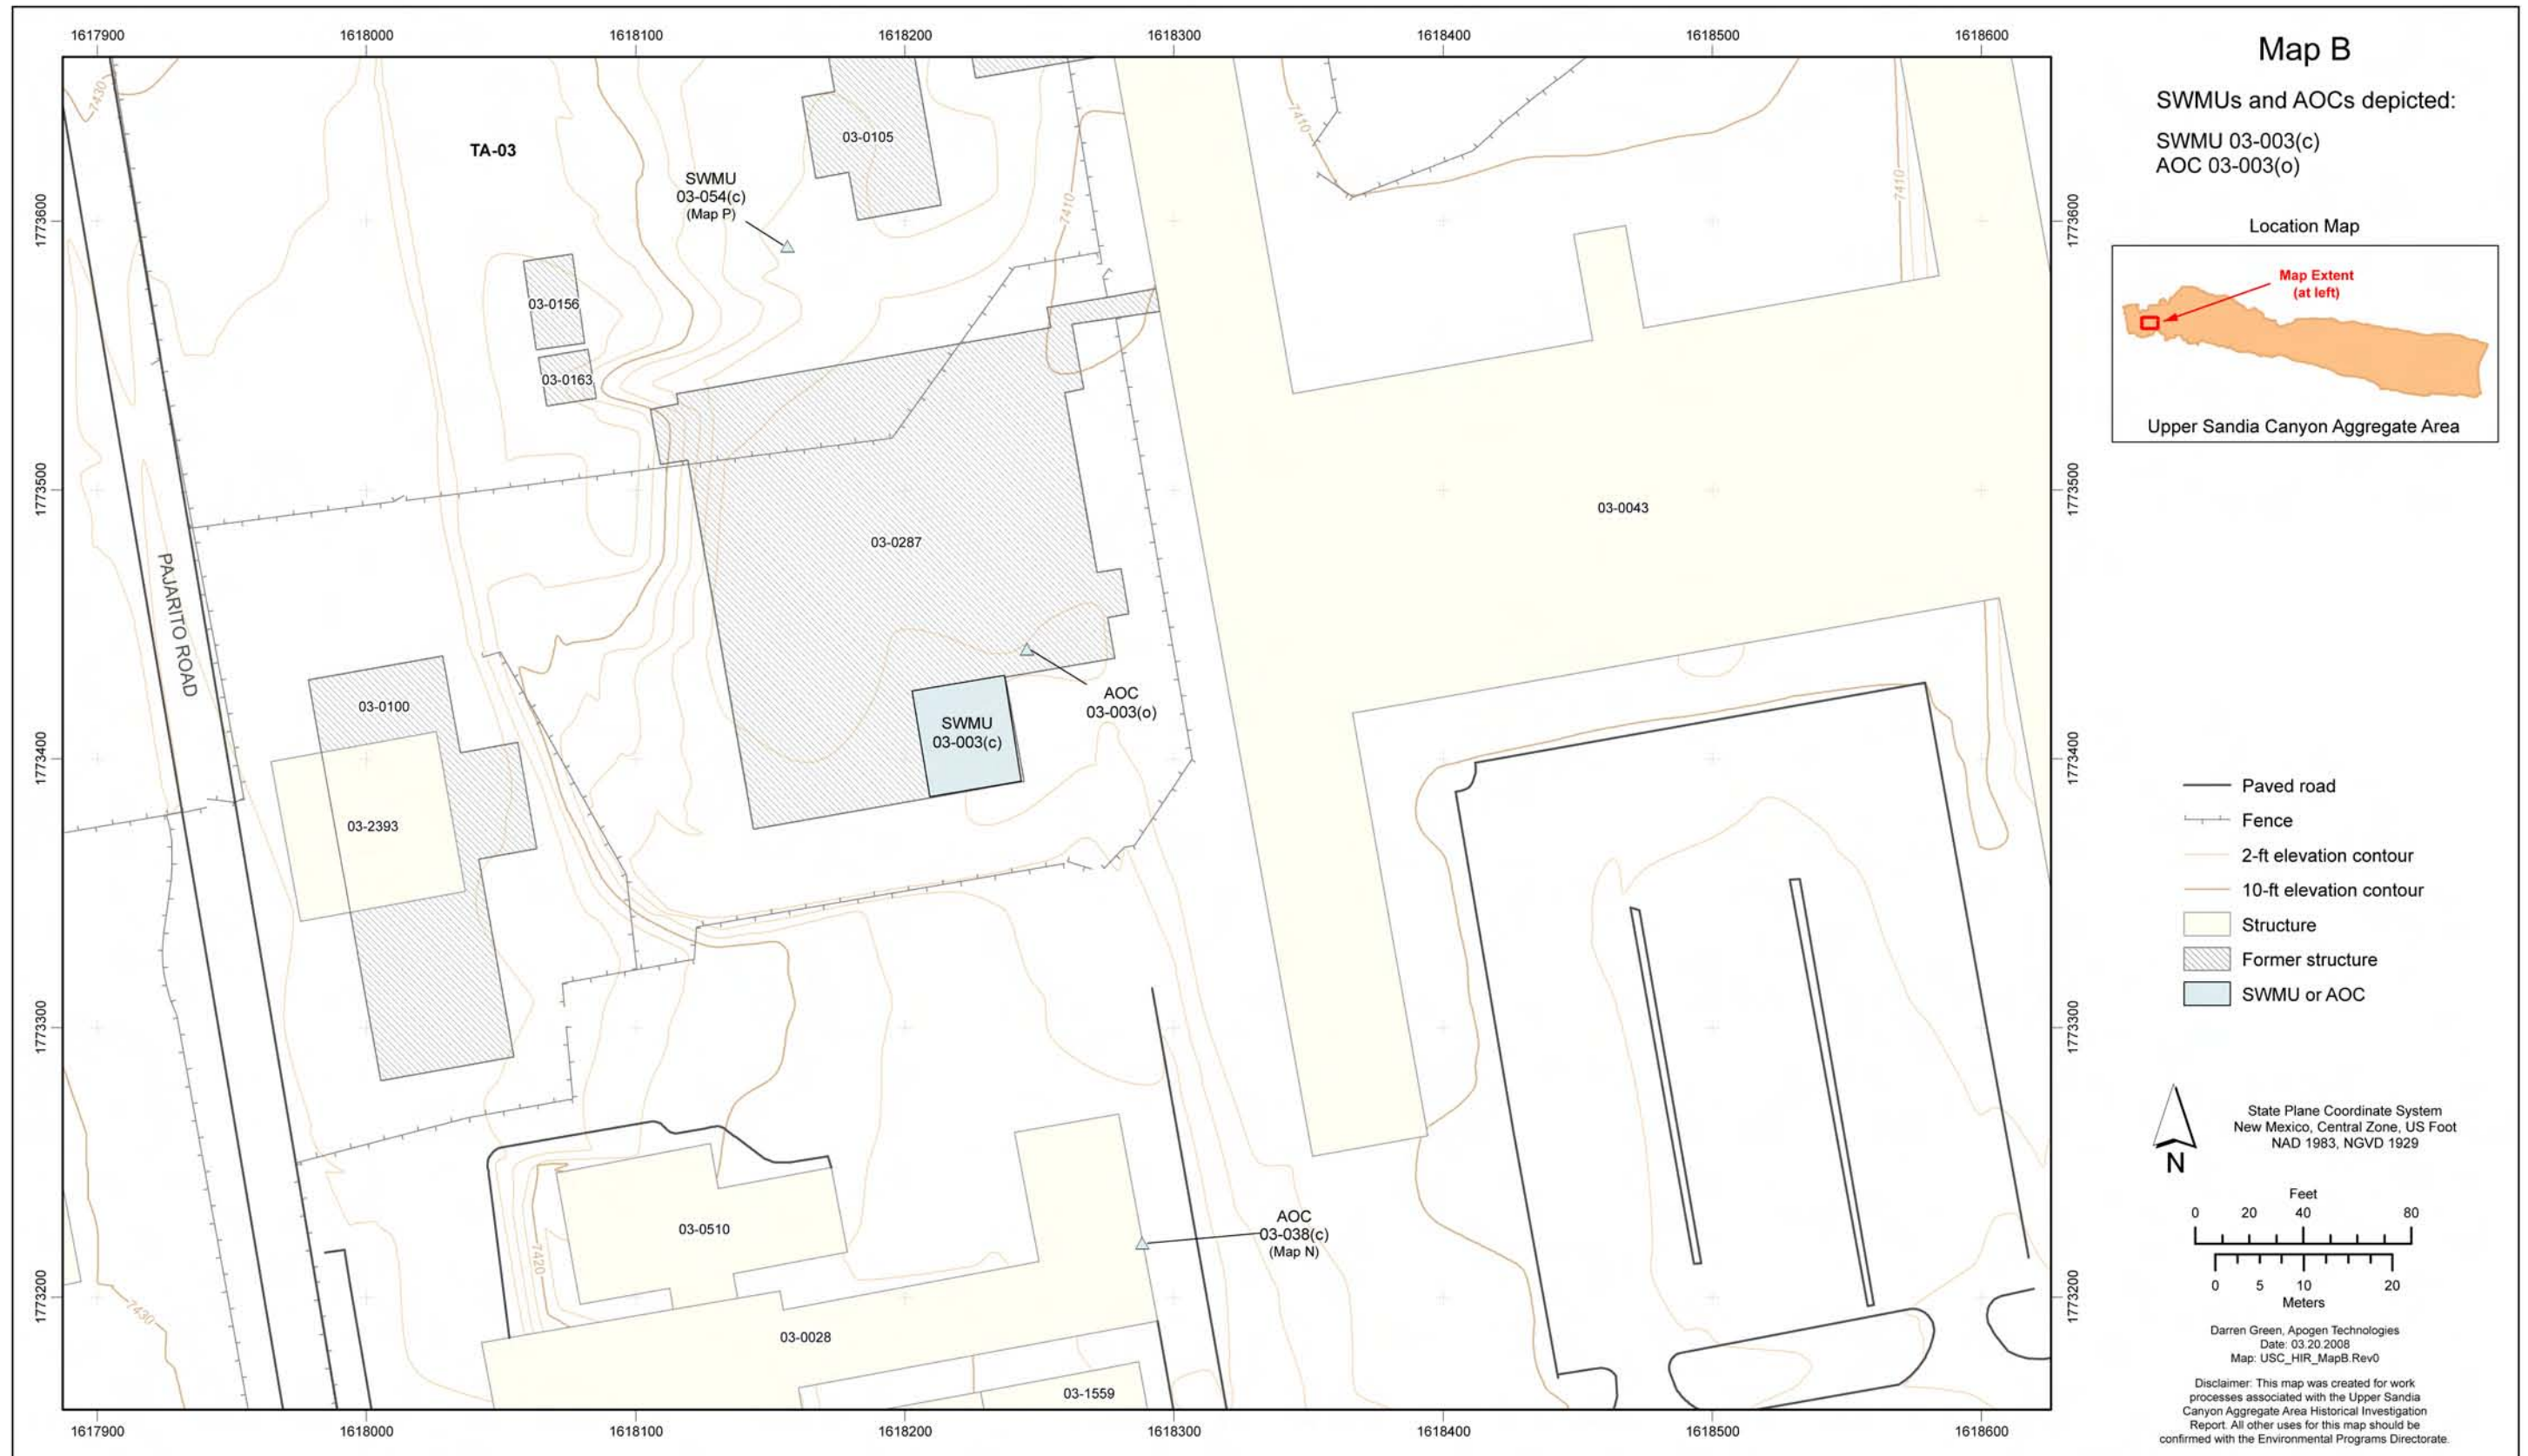 1617900
1618000
1618100
1618200
1618300
1618400
1618500
1618600
Map B
SWMUs and AOCs depicted:
SWMU 03-003(c)
AOC 03-003(o)
Location Map
Map Extent
(at left)
Upper Sandia Canyon Aggregate Area
7430
TA-03
03-0105
7410
7410
7410
SWMU
03-054(c)
(Map P)
1773600
1773600
03-0156
03-0163
1773500
1773500
03-0043
03-0287
PAJARITO ROAD
AOC
03-003(o)
03-0100
SWMU
03-003(c)
1773400
1773400
03-2393
Paved road
Fence
2-ft elevation contour
10-ft elevation contour
Structure
Former structure
SWMU or AOC
1773300
1773300
N
State Plane Coordinate System
New Mexico, Central Zone, US Foot
NAD 1983, NGVD 1929
Feet
0 20 40 80
0 5 10 20
Meters
03-0510
AOC
03-038(c)
(Map N)
7420
7430
1773200
1773200
03-0028
03-1559
Darren Green, Apogen Technologies
Date: 03.20.2008
Map: USC_HIR_MapB.Rev0
Disclaimer: This map was created for work
processes associated with the Upper Sandia
Canyon Aggregate Area Historical Investigation
Report. All other uses for this map should be
confirmed with the Environmental Programs Directorate.
1617900
1618000
1618100
1618200
1618300
1618400
1618500
1618600